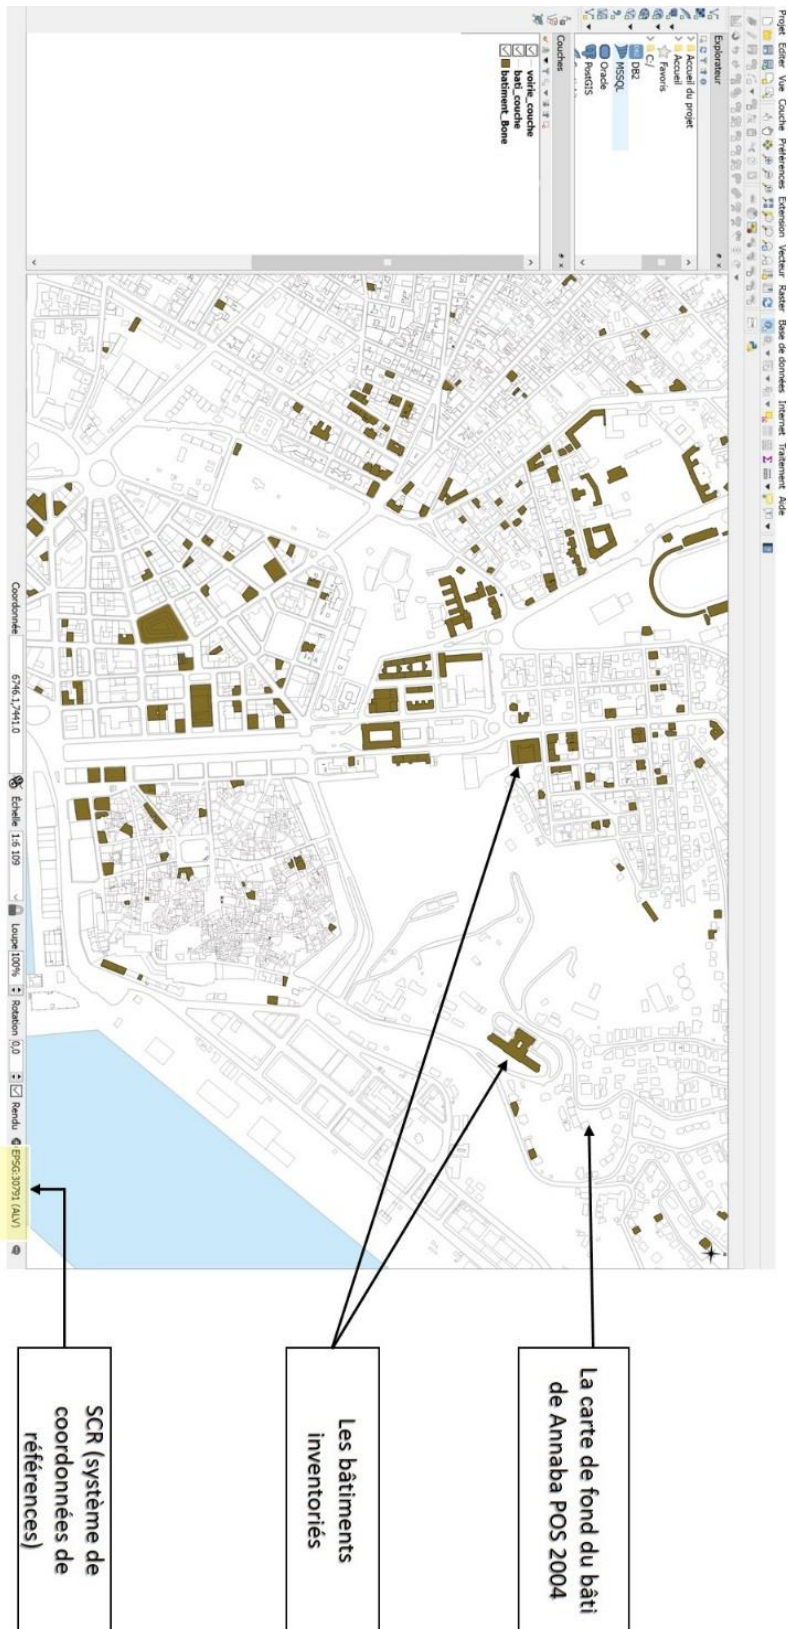 Projet Editer Vue Couche Préférences Extension Vecteur Raster Base de données Internet Traitement Aide
Explorateur
Accueil du projet
Accueil
Favoris
C:/
DB2
MSSQL
Oracle
PostGIS
Couches
voirie_couche
bati_couche
batiment_Bone
Coordonnée 6746.1,7441.0 Échelle 1:6 109 Loupe 100% Rotation 0,0 Rendu EPSG:30791 (ALV)
La carte de fond du bâti
de Annaba POS 2004
Les bâtiments
inventoriés
SCR (système de
coordonnées de
références)